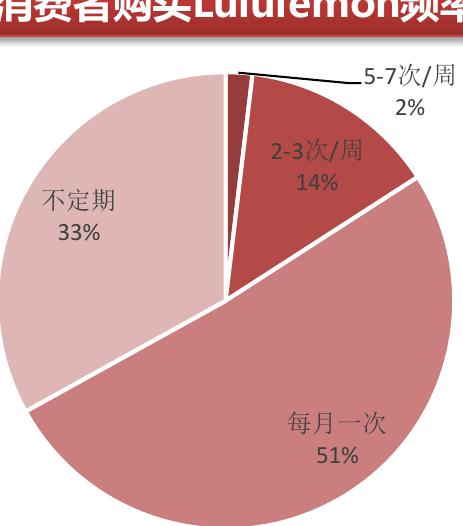 消费者购买Lululemon频率
5-7次/周
2%
2-3次/周
14%
不定期
33%
每月一次
51%